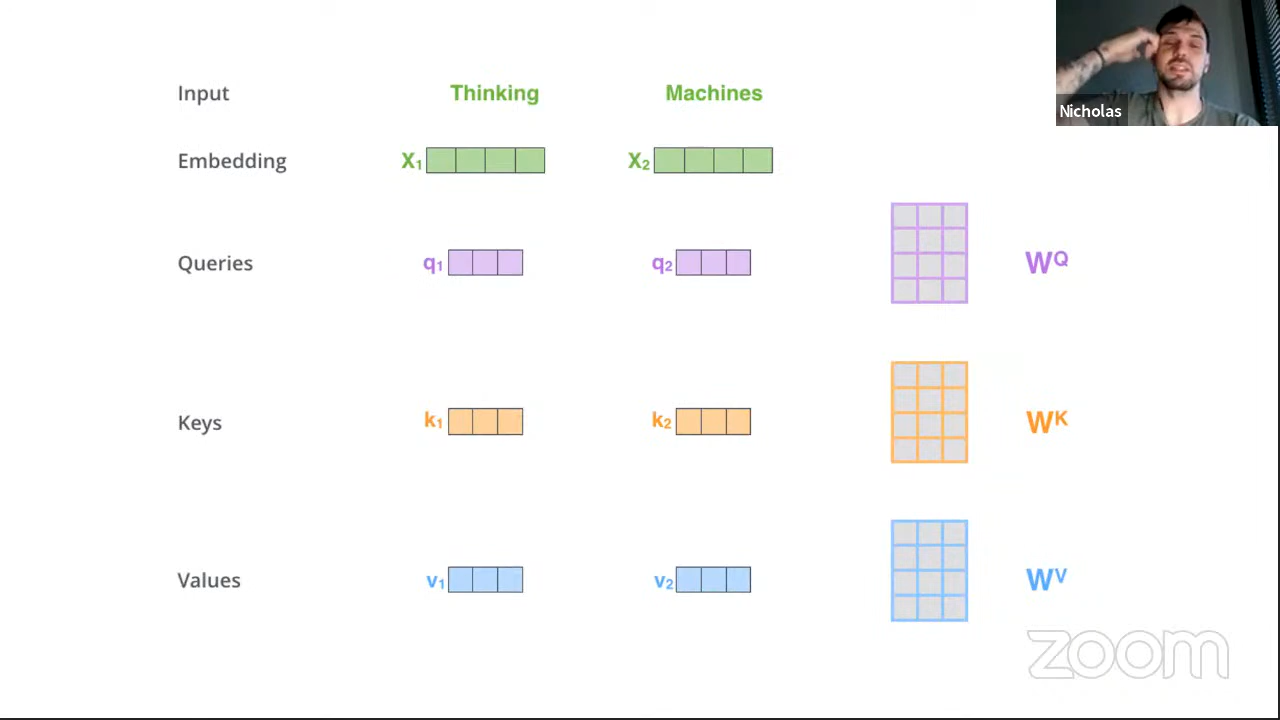 Nicholas
Input Thinking Machines
Embedding X1 X2
Queries q1 q2 WQ
Keys k1 k2 WK
Values v1 v2 WV
zoom